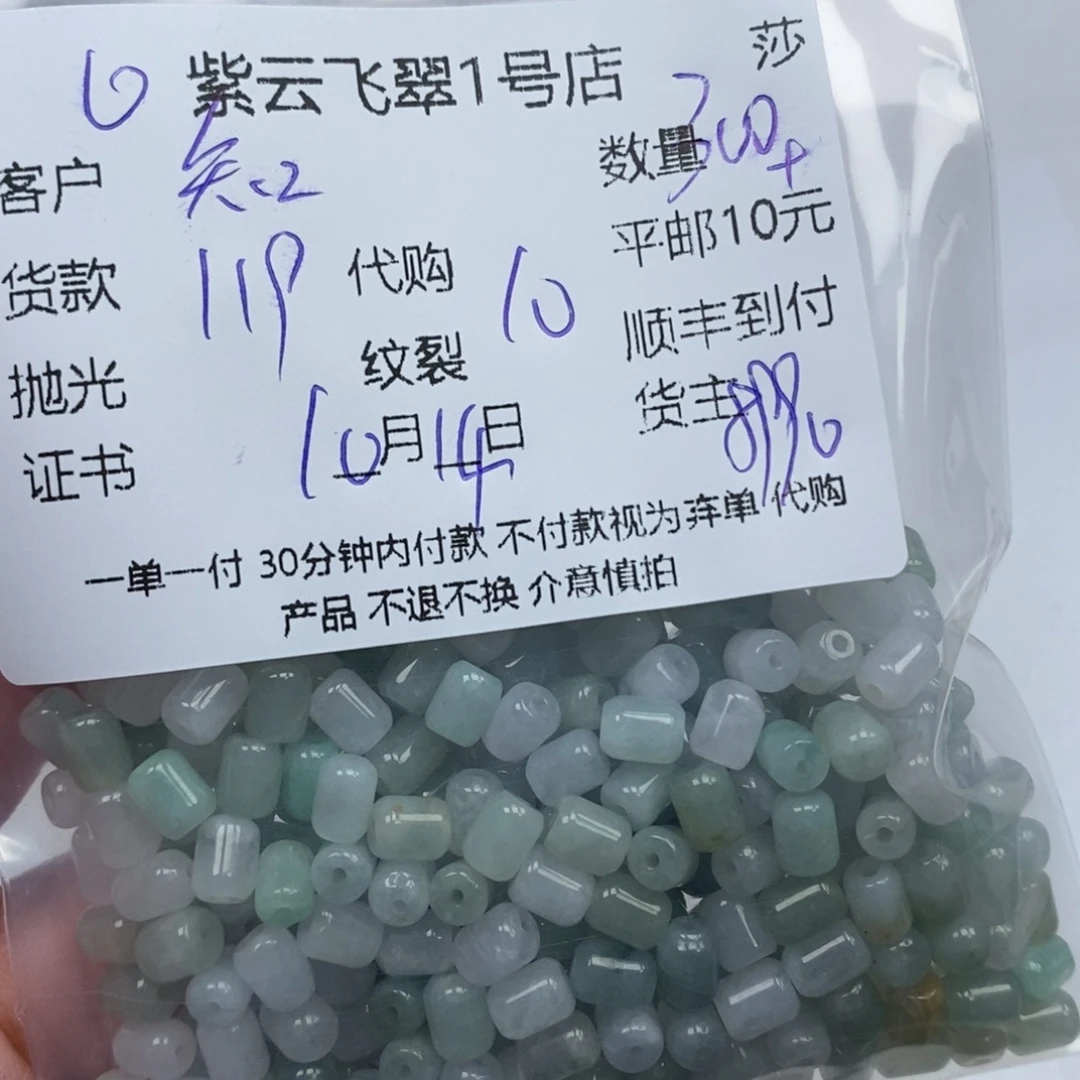 莎
6 紫云飞翠1号店
客户 矢.2 数量 300+
货款 119 代购 10 平邮10元
抛光 纹裂 顺丰到付
证书 10月14日 货主
一单一付 30分钟内付款 不付款视为弃单 代购
产品 不退不换 介意慎拍